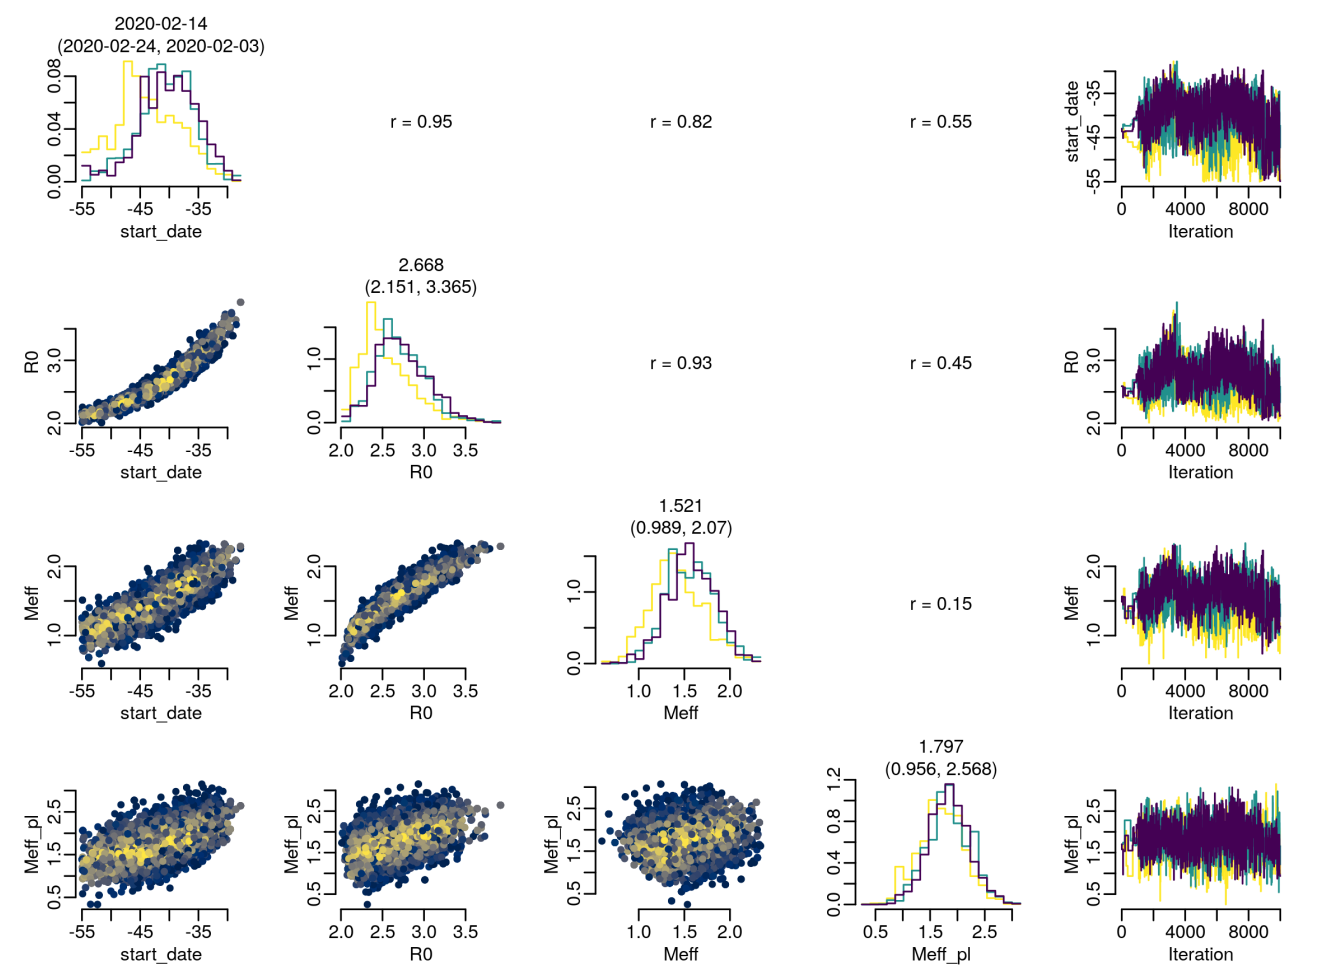 2020-02-14
(2020-02-24, 2020-02-03)
0.00 0.04 0.08
-55 -45 -35
start_date
r = 0.95
r = 0.82
r = 0.55
start_date
-55 -45 -35
0 4000 8000
Iteration
R0
2.0 3.0
-55 -45 -35
start_date
2.668
(2.151, 3.365)
0.0 1.0
2.0 2.5 3.0 3.5
R0
r = 0.93
r = 0.45
R0
2.0 3.0
0 4000 8000
Iteration
Meff
1.0 2.0
-55 -45 -35
start_date
Meff
1.0 2.0
2.0 2.5 3.0 3.5
R0
1.521
(0.989, 2.07)
0.0 1.0
1.0 1.5 2.0
Meff
r = 0.15
Meff
1.0 2.0
0 4000 8000
Iteration
Meff_pl
0.5 1.5 2.5
-55 -45 -35
start_date
Meff_pl
0.5 1.5 2.5
2.0 2.5 3.0 3.5
R0
Meff_pl
0.5 1.5 2.5
1.0 1.5 2.0
Meff
1.797
(0.956, 2.568)
0.0 0.4 0.8 1.2
0.5 1.5 2.5
Meff_pl
Meff_pl
0.5 1.5 2.5
0 4000 8000
Iteration